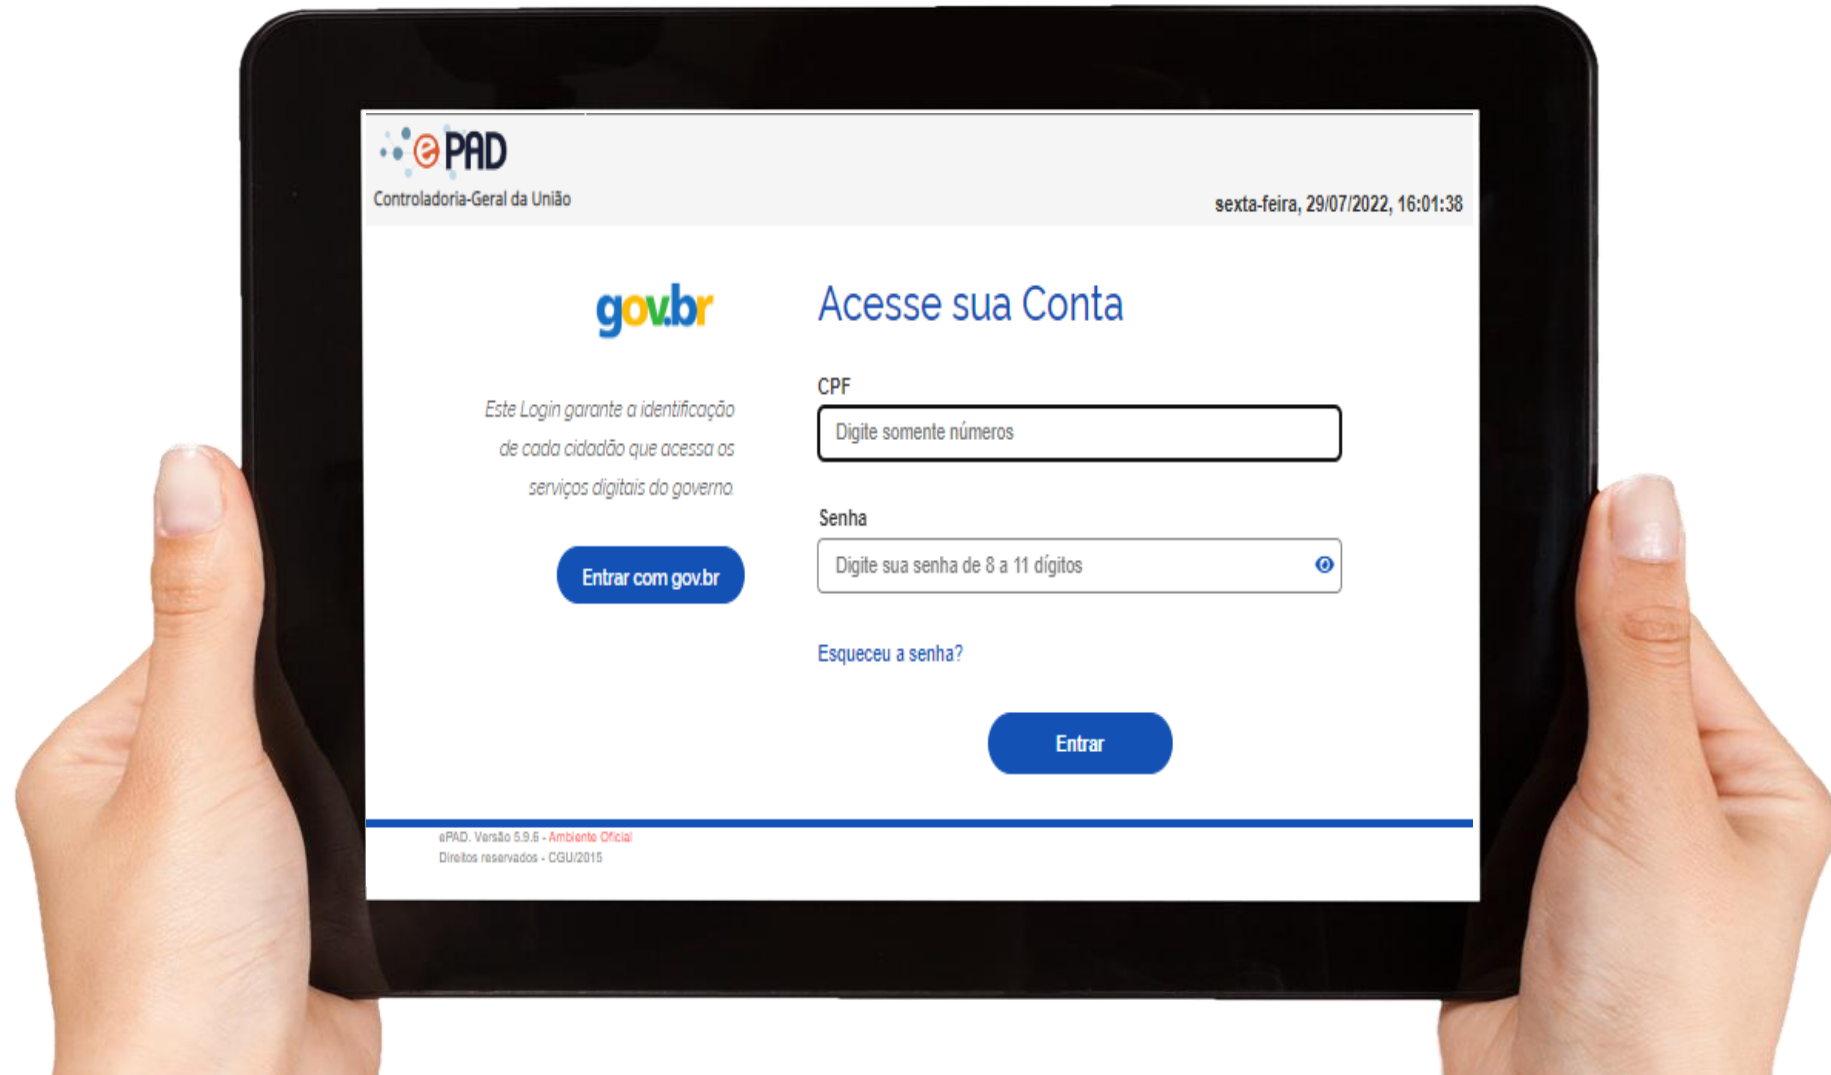 ePAD
Controladoria-Geral da União
sexta-feira, 29/07/2022, 16:01:38
gov.br
Este Login garante a identificação
de cada cidadão que acessa os
serviços digitais do governo.
Entrar com gov.br
Acesse sua Conta
CPF
Digite somente números
Senha
Digite sua senha de 8 a 11 dígitos
Esqueceu a senha?
Entrar
ePAD. Versão 5.9.6 - Ambiente Oficial
Direitos reservados - CGU/2015